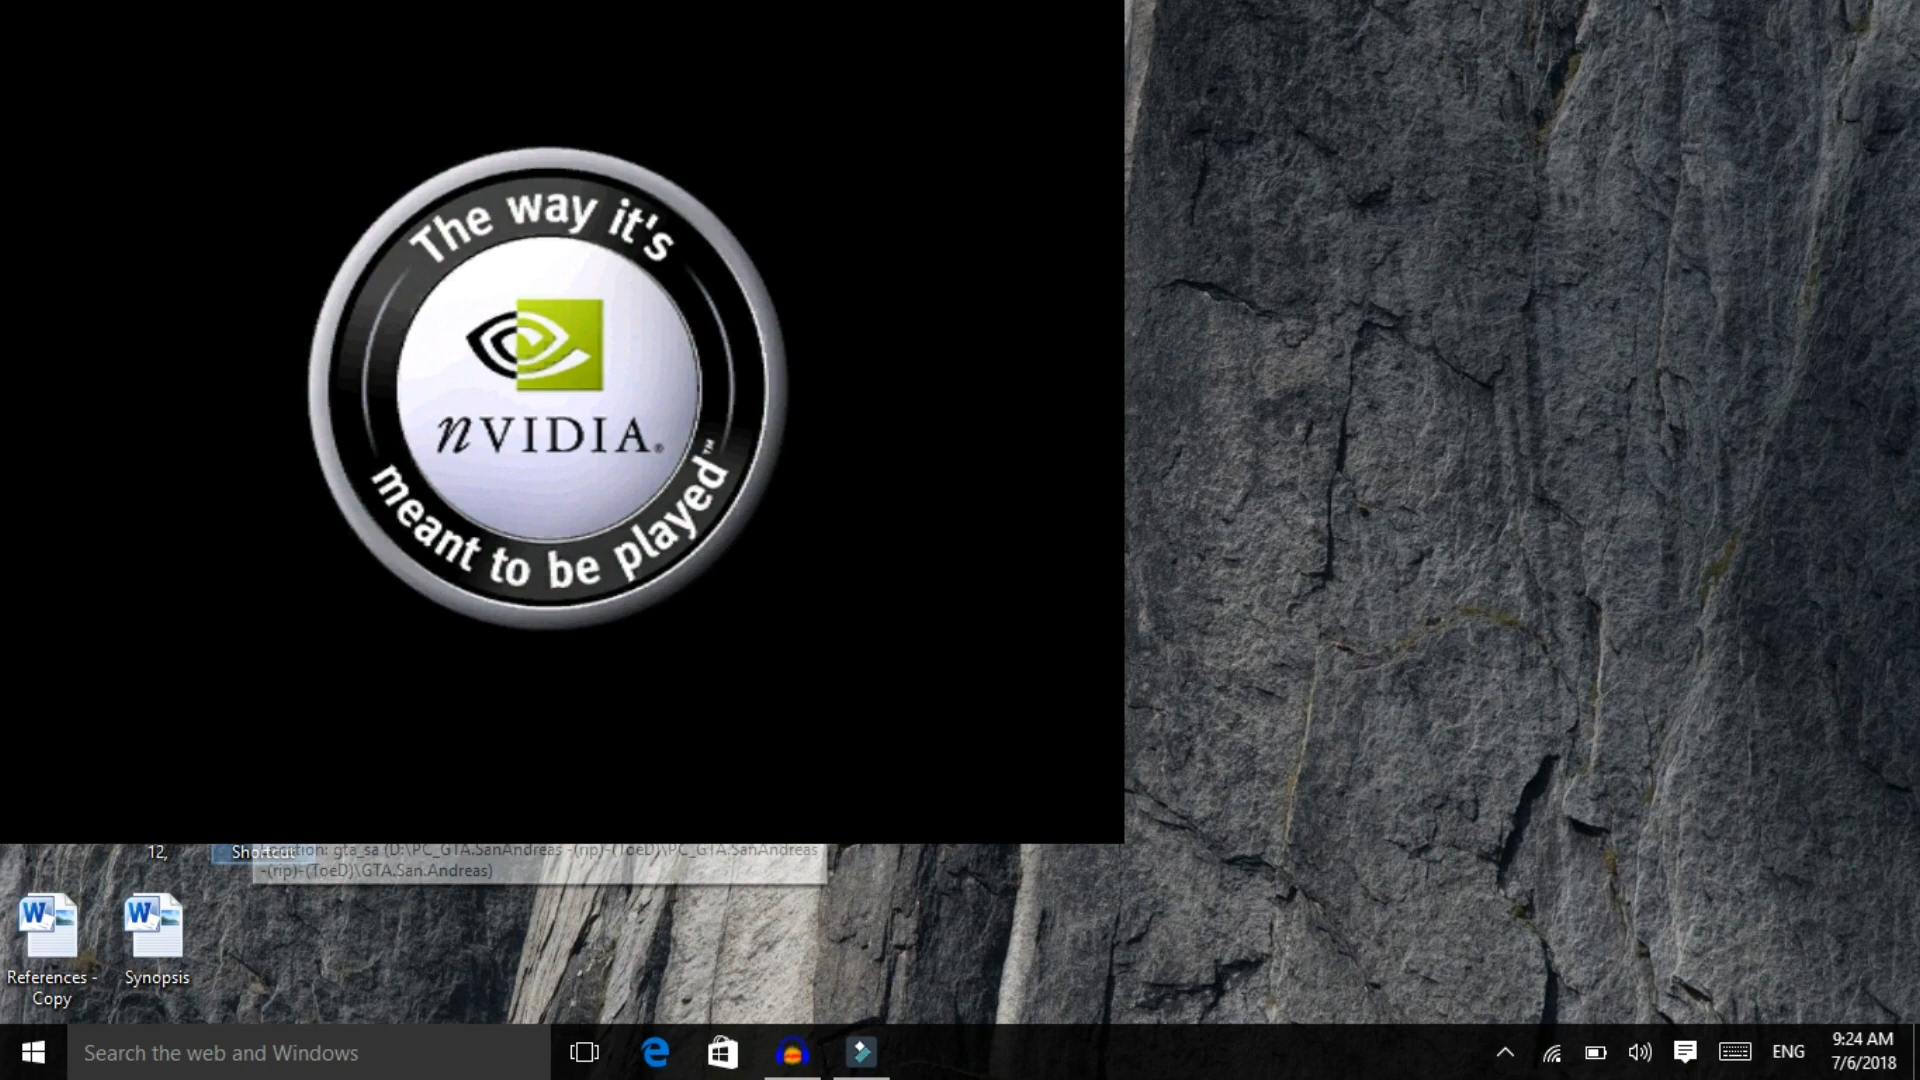 The way it's
nVIDIA®
meant to be played™
12,
Shortcut
Location: gta_sa (D:\PC_GTA.SanAndreas -(rip)-(ToeD)\PC_GTA.SanAndreas
-(rip)-(ToeD)\GTA.San.Andreas)
References -
Copy
Synopsis
Search the web and Windows
ENG
9:24 AM
7/6/2018